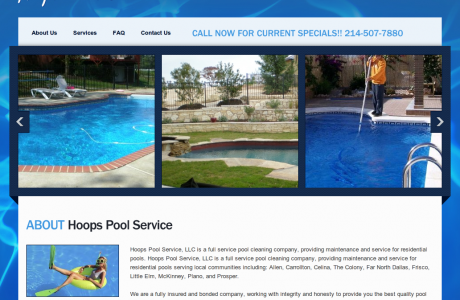 About Us Services FAQ Contact Us CALL NOW FOR CURRENT SPECIALS!! 214-507-7880
ABOUT Hoops Pool Service
Hoops Pool Service, LLC is a full service pool cleaning company, providing maintenance and service for residential
pools. Hoops Pool Service, LLC is a full service pool cleaning company, providing maintenance and service for
residential pools serving local communities including: Allen, Carrollton, Celina, The Colony, Far North Dallas, Frisco,
Little Elm, McKinney, Plano, and Prosper.
We are a fully insured and bonded company, working with integrity and honesty to provide you the best quality pool